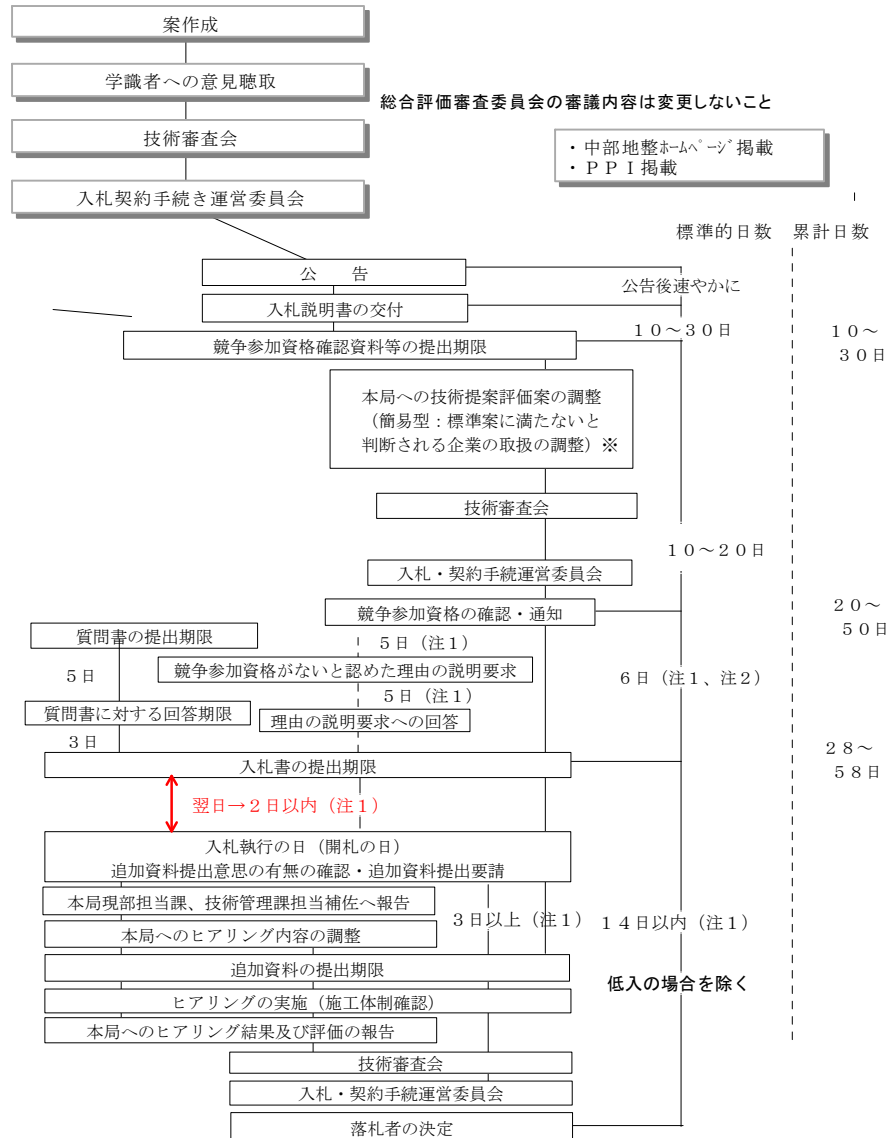 案作成
学識者への意見聴取
総合評価審査委員会の審議内容は変更しないこと
技術審査会
・中部地整ﾎｰﾑﾍﾟｰｼﾞ掲載
・ＰＰＩ掲載
入札契約手続き運営委員会
標準的日数　累計日数
公　　告
公告後速やかに
入札説明書の交付
１０～３０日
１０～
３０日
競争参加資格確認資料等の提出期限
本局への技術提案評価案の調整
（簡易型：標準案に満たないと
判断される企業の取扱の調整）※
技術審査会
１０～２０日
入札・契約手続運営委員会
競争参加資格の確認・通知
２０～
５０日
質問書の提出期限
５日（注１）
競争参加資格がないと認めた理由の説明要求
５日
６日（注１、注２）
５日（注１）
質問書に対する回答期限
理由の説明要求への回答
３日
２８～
５８日
入札書の提出期限
翌日→２日以内（注１）
入札執行の日（開札の日）
追加資料提出意思の有無の確認・追加資料提出要請
本局現部担当課、技術管理課担当補佐へ報告
３日以上（注１）
１４日以内（注１）
本局へのヒアリング内容の調整
追加資料の提出期限
低入の場合を除く
ヒアリングの実施（施工体制確認）
本局へのヒアリング結果及び評価の報告
技術審査会
入札・契約手続運営委員会
落札者の決定